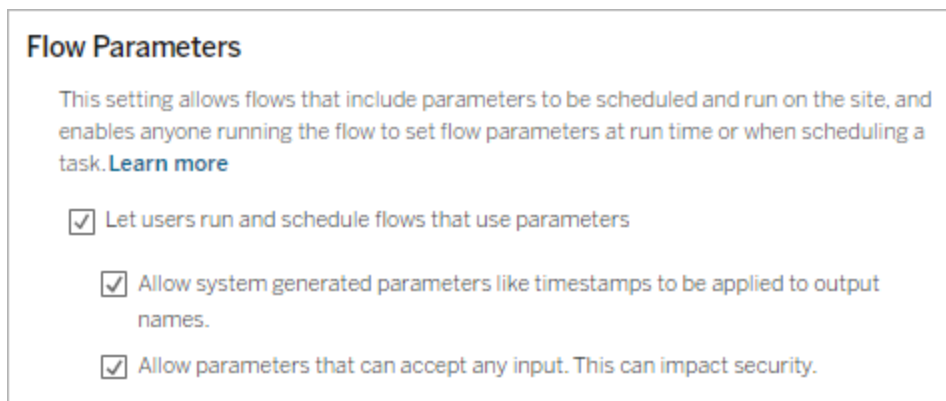 Flow Parameters
This setting allows flows that include parameters to be scheduled and run on the site, and
enables anyone running the flow to set flow parameters at run time or when scheduling a
task. Learn more
Let users run and schedule flows that use parameters
Allow system generated parameters like timestamps to be applied to output
names.
Allow parameters that can accept any input. This can impact security.